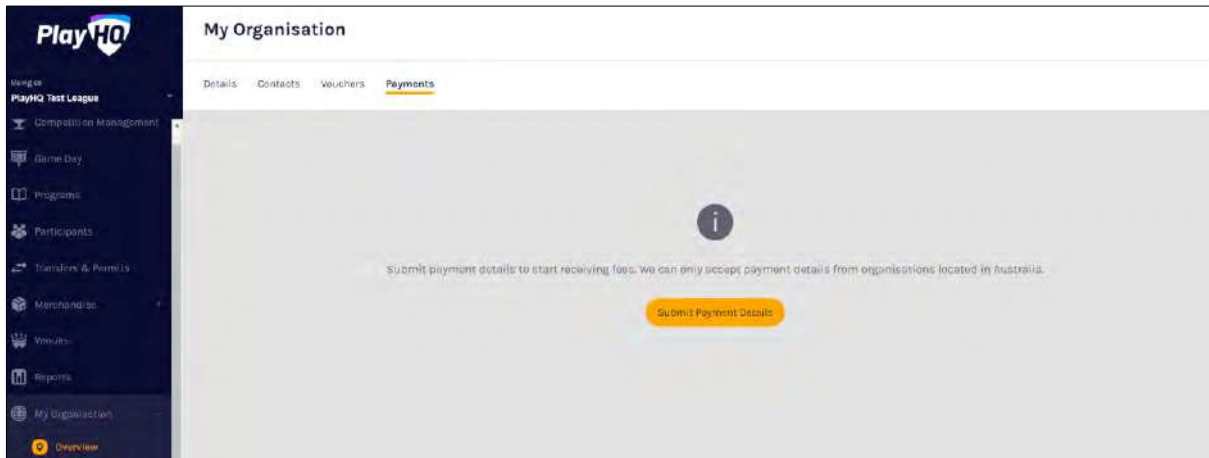 PlayHQ
PlayHQ Test League
Competition Management
Game Day
Programs
Participants
Transfers & Permits
Merchandise
Venues
Reports
My Organisation
Overview
My Organisation
Details Contacts Vouchers Payments
i
Submit payment details to start receiving fees. We can only accept payment details from organisations located in Australia.
Submit Payment Details